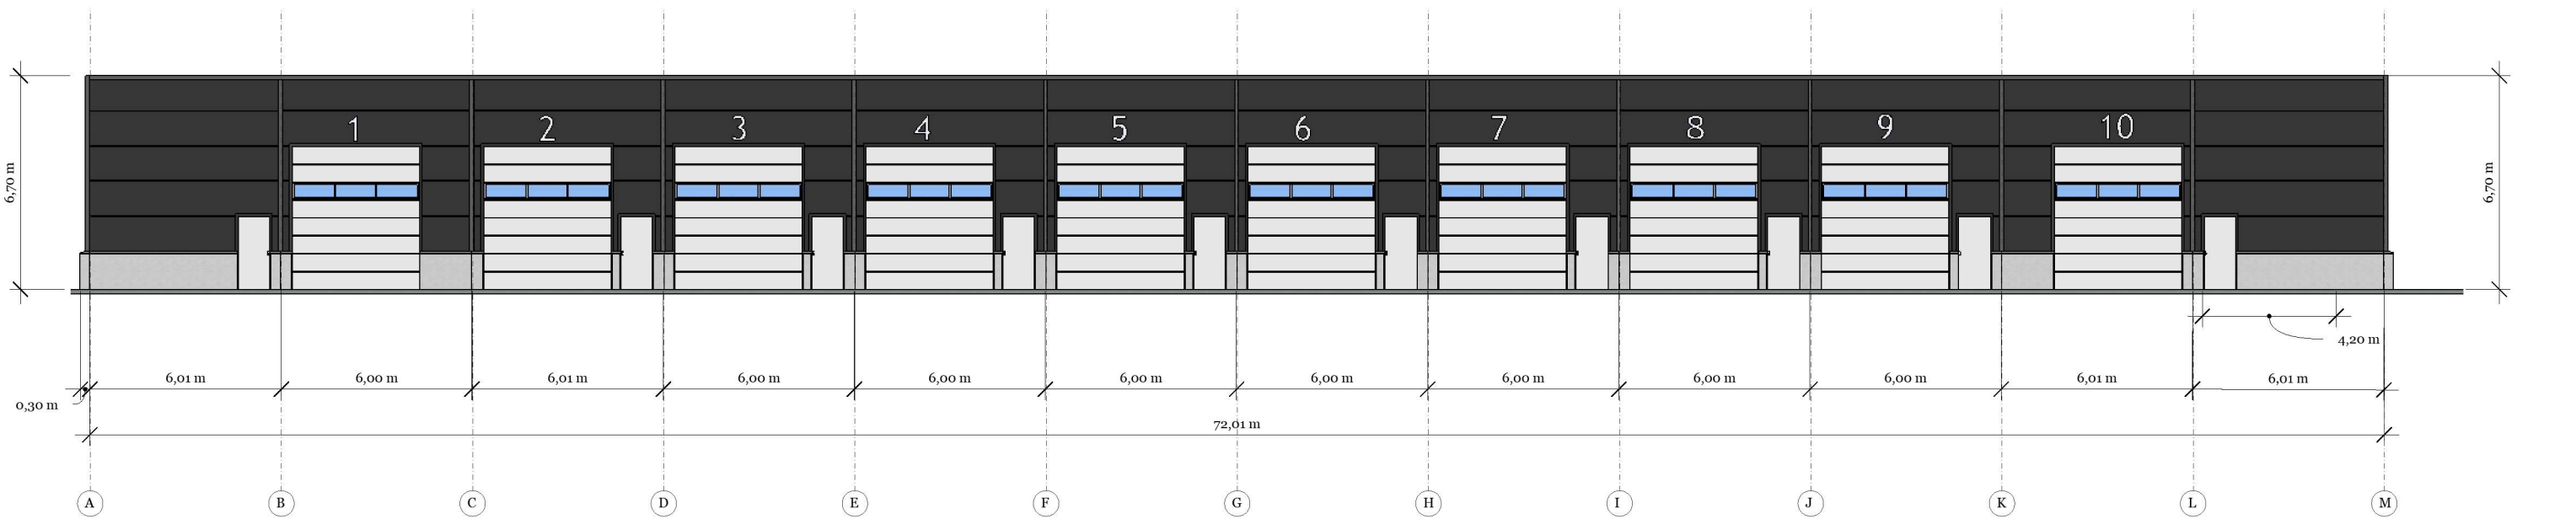 1 2 3 4 5 6 7 8 9 10
6,70 m
6,70 m
4,20 m
6,01 m 6,00 m 6,01 m 6,00 m 6,00 m 6,00 m 6,00 m 6,00 m 6,00 m 6,00 m 6,01 m 6,01 m
0,30 m
72,01 m
A B C D E F G H I J K L M